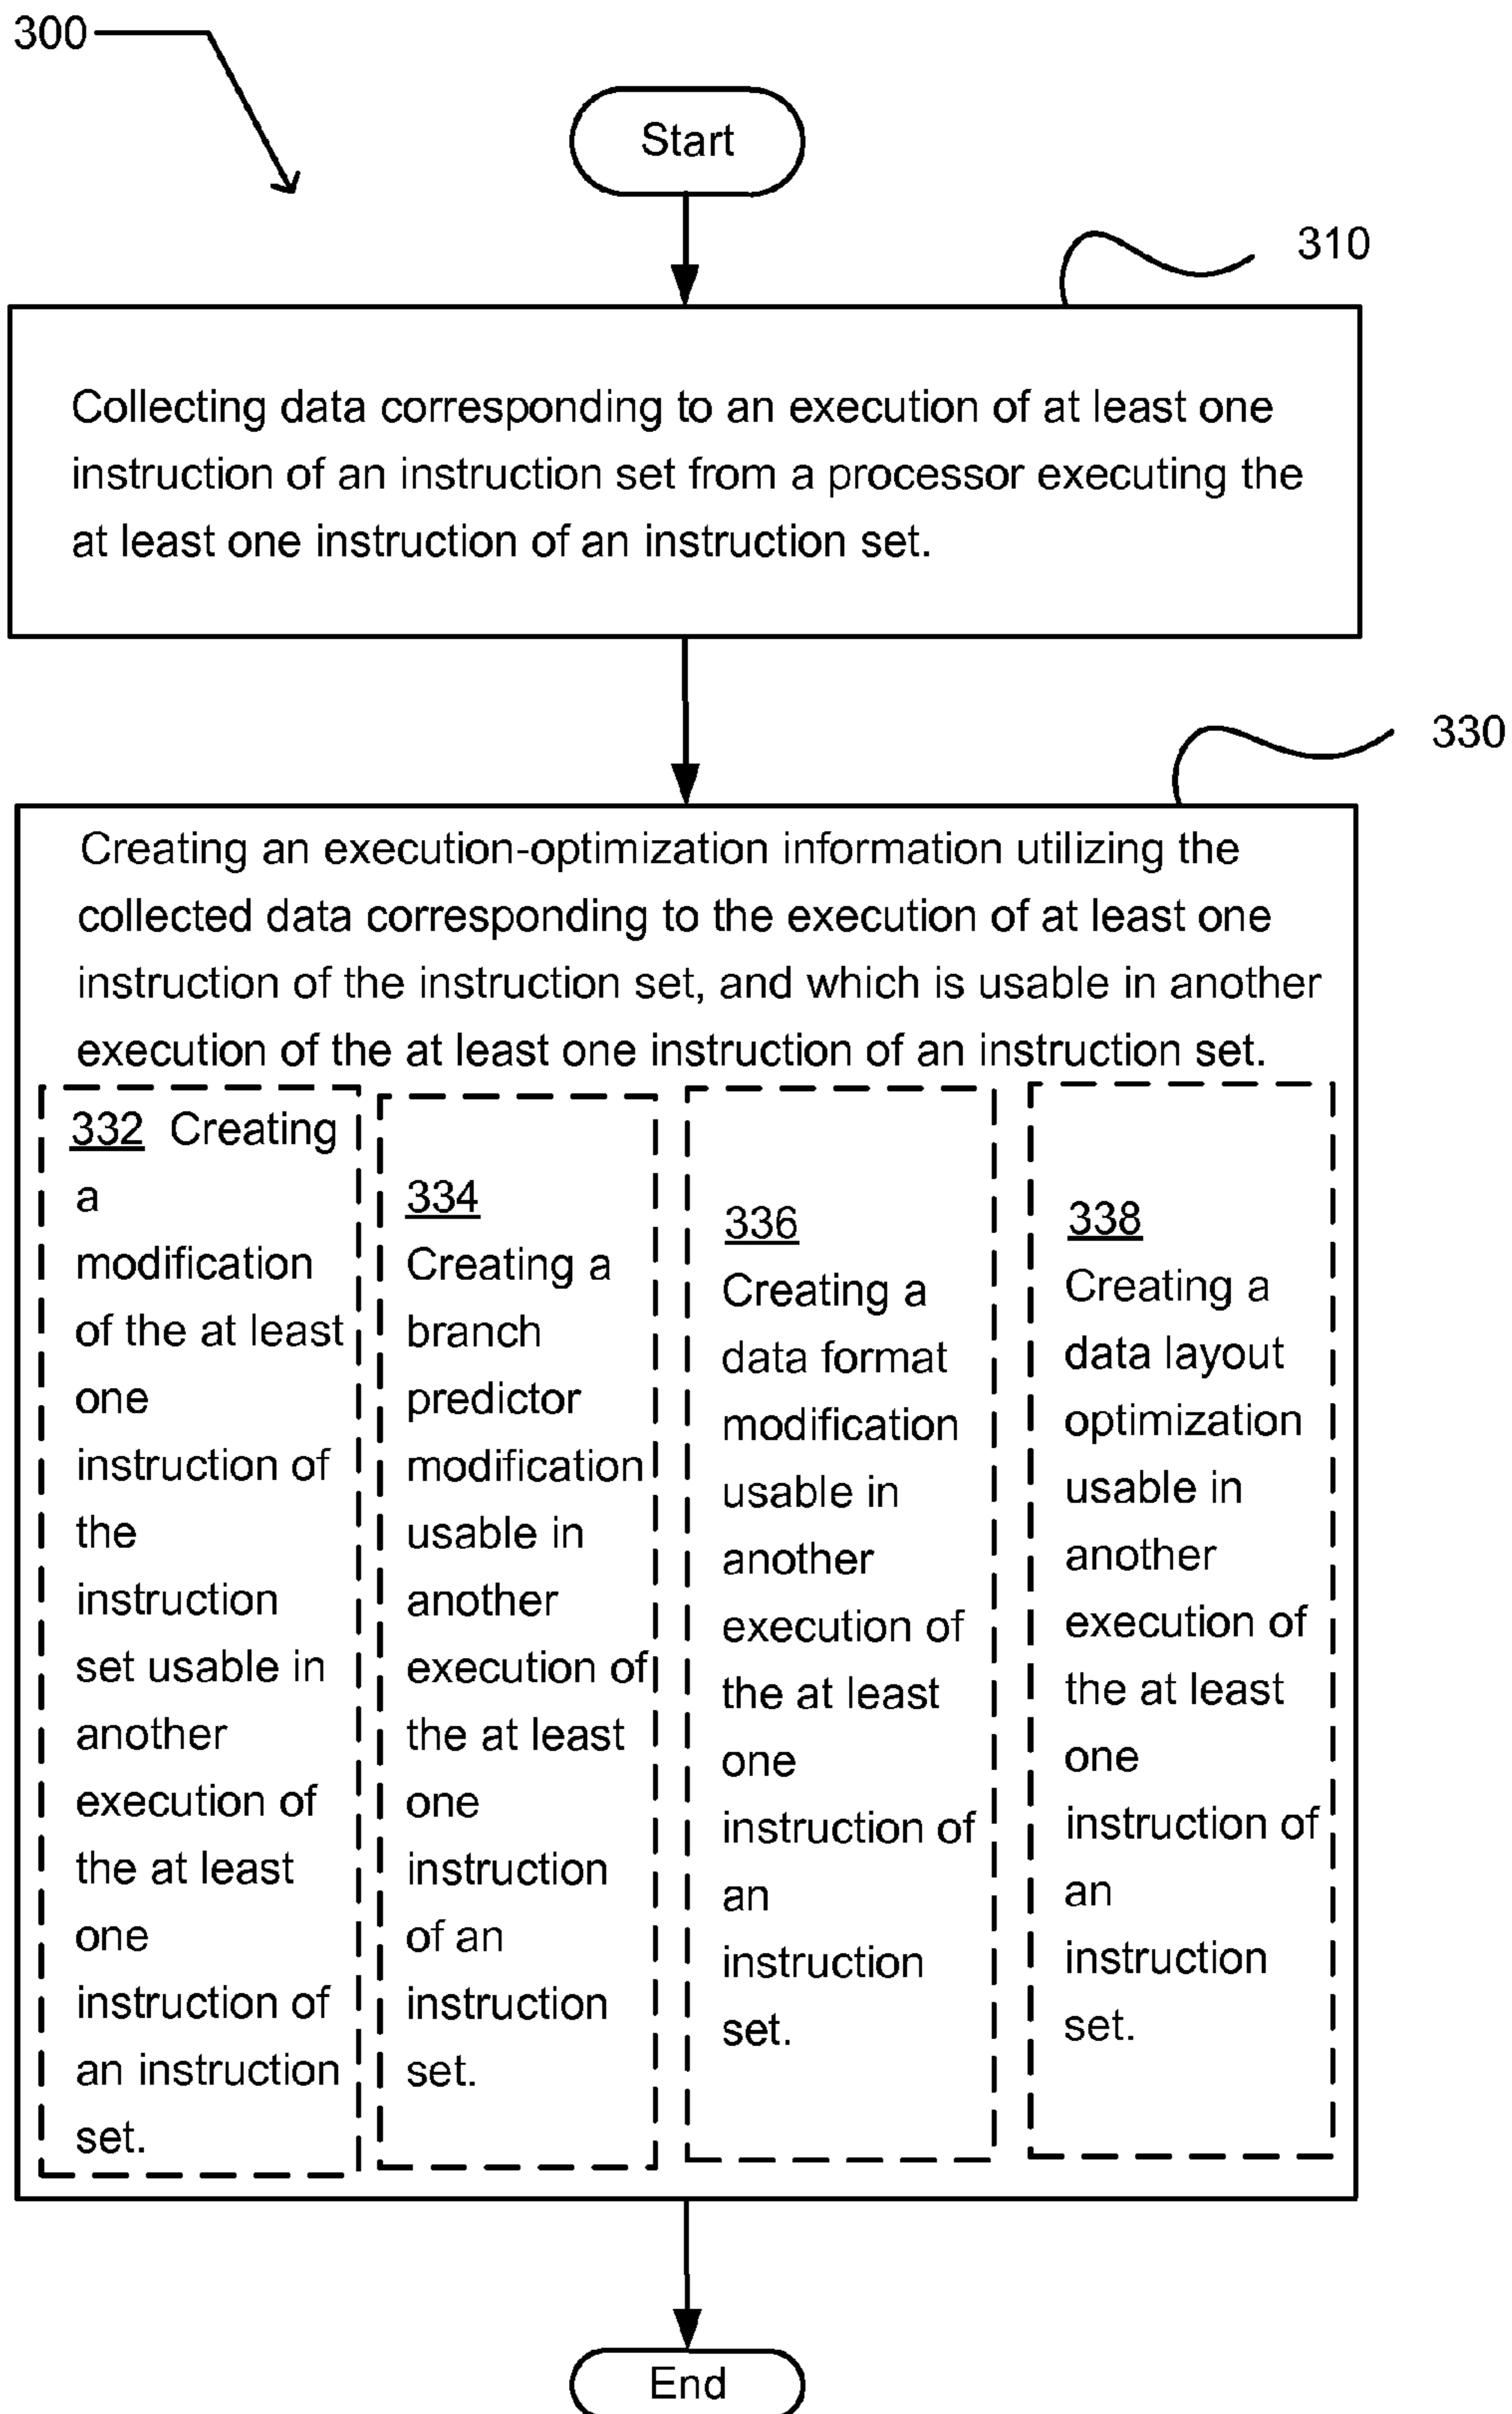 300
Start
310
Collecting data corresponding to an execution of at least one
instruction of an instruction set from a processor executing the
at least one instruction of an instruction set.
330
Creating an execution-optimization information utilizing the
collected data corresponding to the execution of at least one
instruction of the instruction set, and which is usable in another
execution of the at least one instruction of an instruction set.
332 Creating
a
modification
of the at least
one
instruction of
the
instruction
set usable in
another
execution of
the at least
one
instruction of
an instruction
set.
334
Creating a
branch
predictor
modification
usable in
another
execution of
the at least
one
instruction
of an
instruction
set.
336
Creating a
data format
modification
usable in
another
execution of
the at least
one
instruction of
an
instruction
set.
338
Creating a
data layout
optimization
usable in
another
execution of
the at least
one
instruction of
an
instruction
set.
End